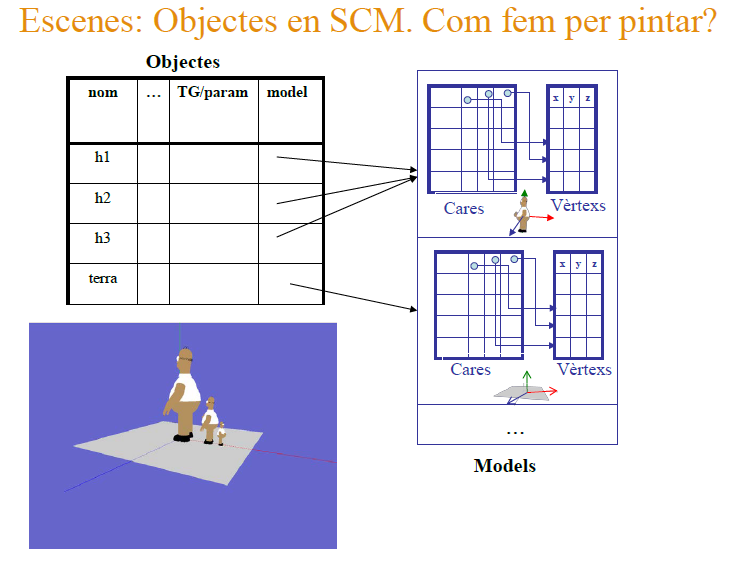 Escenes: Objectes en SCM. Com fem per pintar?
Objectes
nom ... TG/param model
h1
h2
h3
terra
x y z
Cares Vèrtexs
x y z
Cares Vèrtexs
...
Models